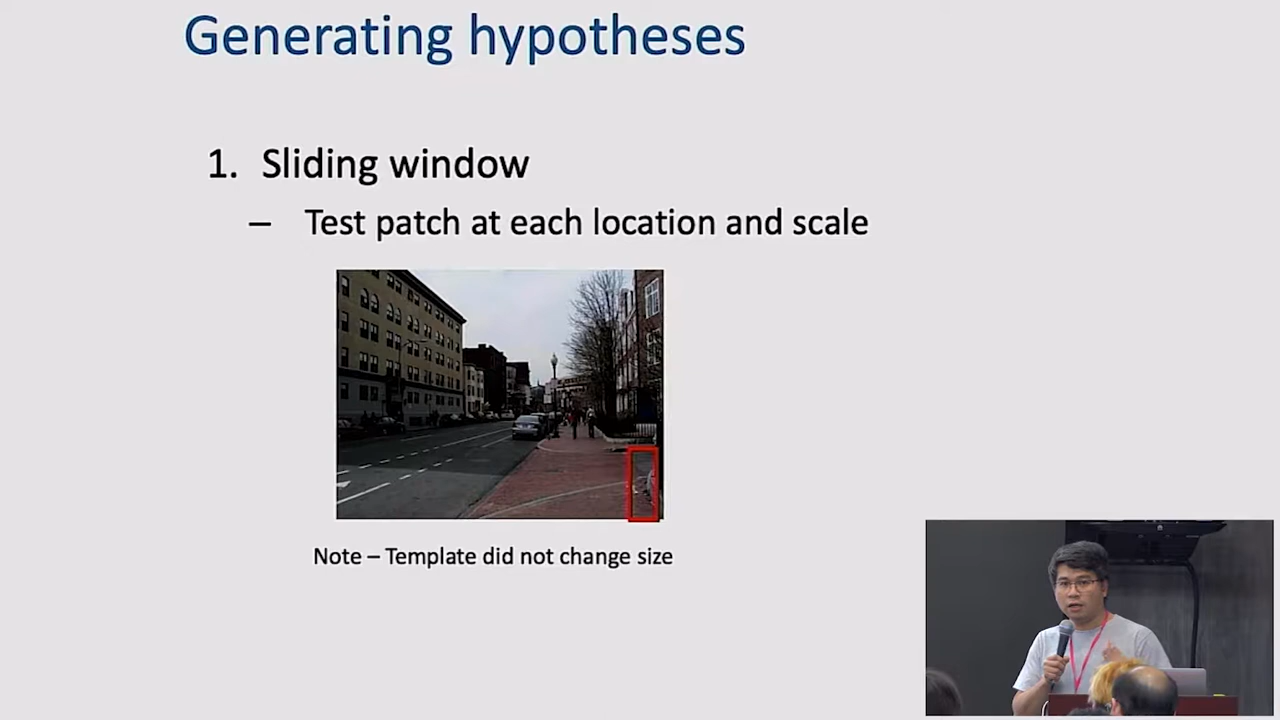 Generating hypotheses
1. Sliding window
– Test patch at each location and scale
Note – Template did not change size